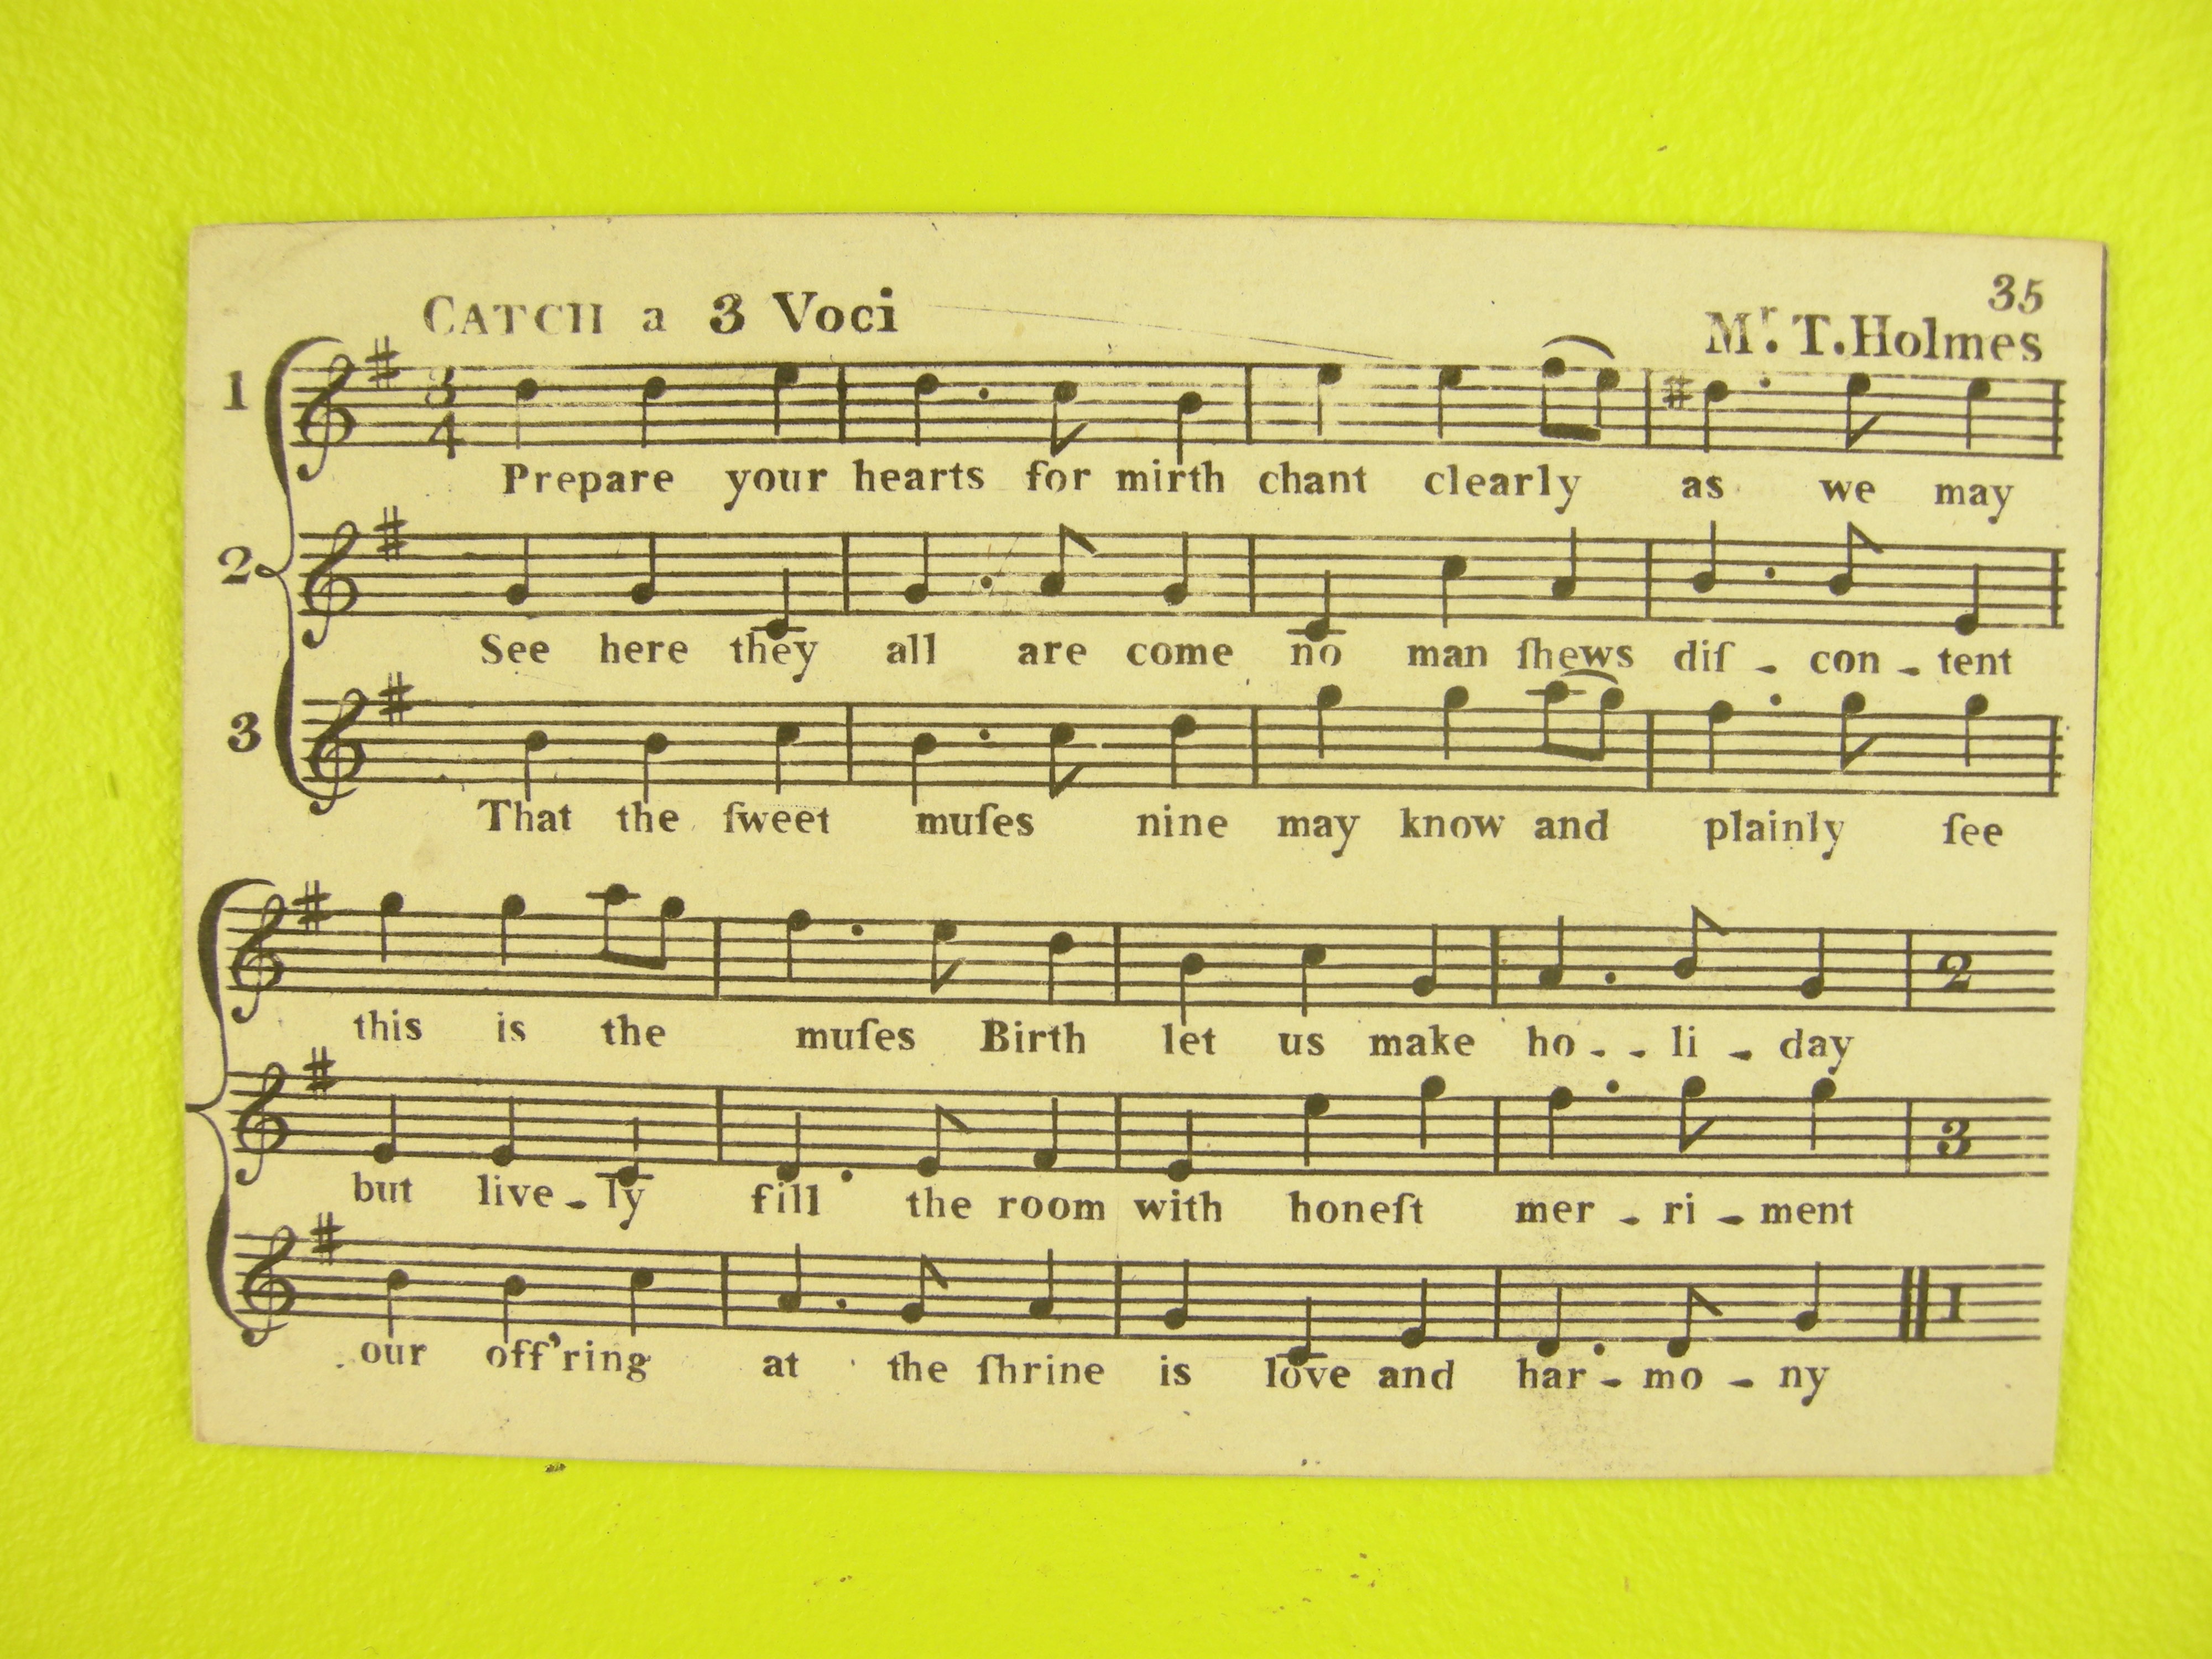 35
CATCH a 3 Voci Mr. T. Holmes
1
3
4
Prepare your hearts for mirth chant clearly as we may
2
See here they all are come no man ſhews diſ - con - tent
3
That the ſweet muſes nine may know and plainly ſee
this is the muſes Birth let us make ho - - li - day
2
but live - ly fill the room with honeſt mer - ri - ment
3
our off'ring at the ſhrine is love and har - mo - ny
1